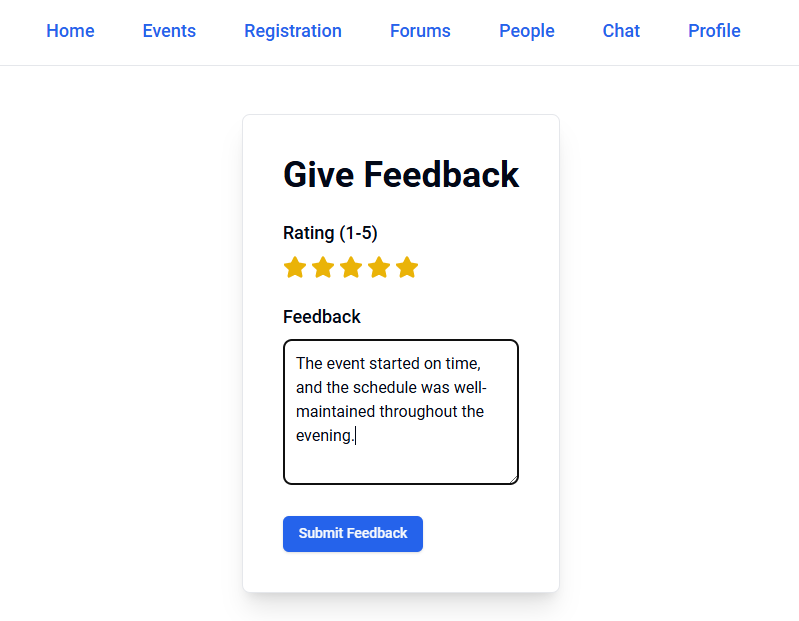 Home Events Registration Forums People Chat Profile
Give Feedback
Rating (1-5)
Feedback
The event started on time,
and the schedule was well-
maintained throughout the
evening.
Submit Feedback